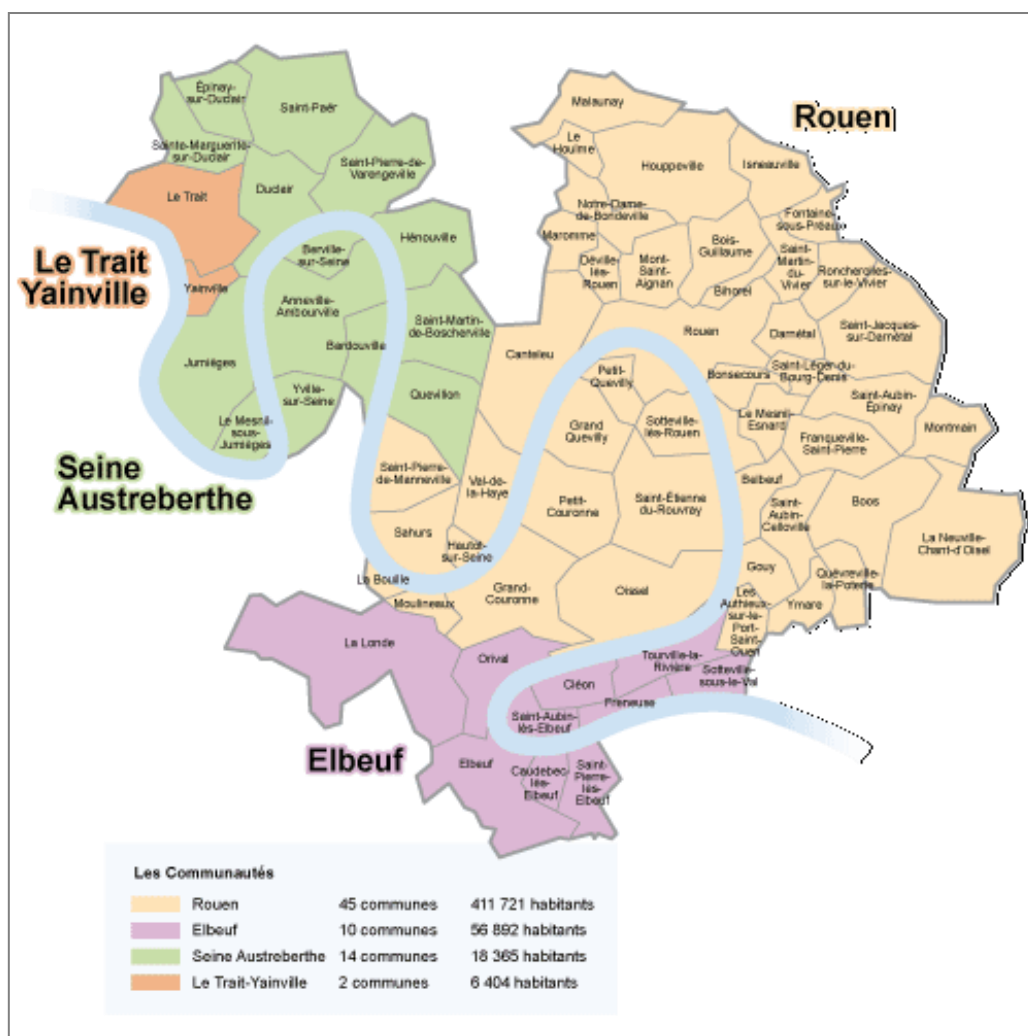 Épinay-
sur-Duclair
Saint-Paër
Sainte-Marguerite-
sur-Duclair
Saint-Pierre-de-
Varengeville
Duclair
Le Trait
Hénouville
Berville-
sur-Seine
Le Trait
Yainville
Yainville
Anneville-
Ambourville
Saint-Martin-
de-Boscherville
Bardouville
Jumièges
Quevillon
Yville-
sur-Seine
Le Mesnil-
sous-
Jumièges
Seine
Austreberthe
Rouen
Malaunay
Le
Houlme
Houppeville
Isneauville
Notre-Dame-
de-Bondeville
Fontaine-
sous-Préaux
Maromme
Bois-
Guillaume
Saint-
Martin-
du-
Vivier
Déville-
lès-
Rouen
Mont-
Saint-
Aignan
Roncherolles-
sur-le-Vivier
Bihorel
Rouen
Darnétal
Saint-Jacques-
sur-Darnétal
Canteleu
Petit-
Quevilly
Bonsecours
Saint-Léger-du-
Bourg-Denis
Saint-Aubin-
Epinay
Grand
Quevilly
Sotteville-
lès-Rouen
Le Mesnil-
Esnard
Franqueville-
Saint-Pierre
Montmain
Saint-Pierre-
de-Manneville
Val-de-
la-Haye
Belbeuf
Petit-
Couronne
Saint-Étienne
du-Rouvray
Saint-
Aubin-
Celloville
Boos
Sahurs
Hautot-
sur-Seine
La Neuville-
Chant-d'Oisel
La Bouille
Moulineaux
Grand-
Couronne
Oissel
Gouy
Quévreville-
la-Poterie
Les
Authieux-
sur-le-
Port-
Saint-
Ouen
Ymare
La Londe
Orival
Tourville-la-
Rivière
Sotteville-
sous-le-Val
Cléon
Freneuse
Saint-Aubin-
lès-Elbeuf
Elbeuf
Elbeuf
Caudebec-
lès-
Elbeuf
Saint-
Pierre-
lès-
Elbeuf
Les Communautés
Rouen 45 communes 411 721 habitants
Elbeuf 10 communes 56 892 habitants
Seine Austreberthe 14 communes 18 365 habitants
Le Trait-Yainville 2 communes 6 404 habitants